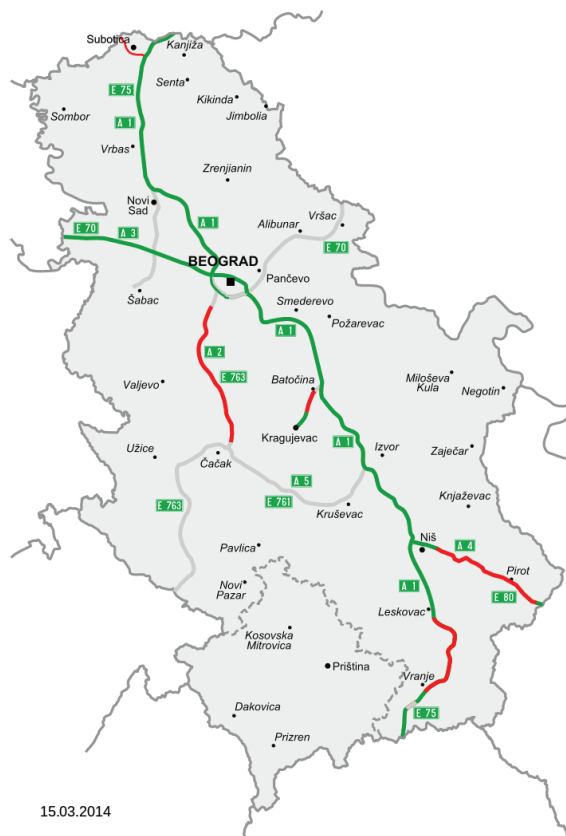 Subotica
Kanjiža
E 75
Senta
Kikinda
Jimbolia
Sombor
A 1
Vrbas
Zrenjianin
Novi
Sad
A 1
E 70
A 3
Alibunar
Vršac
E 70
BEOGRAD
Pančevo
Šabac
Smederevo
Požarevac
A 1
A 2
E 763
Batočina
Miloševa
Kula
Negotin
Valjevo
Kragujevac
A 1
Izvor
Zaječar
Užice
Čačak
A 5
E 763
E 761
Kruševac
Knjaževac
Niš
A 4
Pavlica
Pirot
Novi
Pazar
A 1
E 80
Leskovac
Kosovska
Mitrovica
Priština
Vranje
Dakovica
E 75
Prizren
15.03.2014